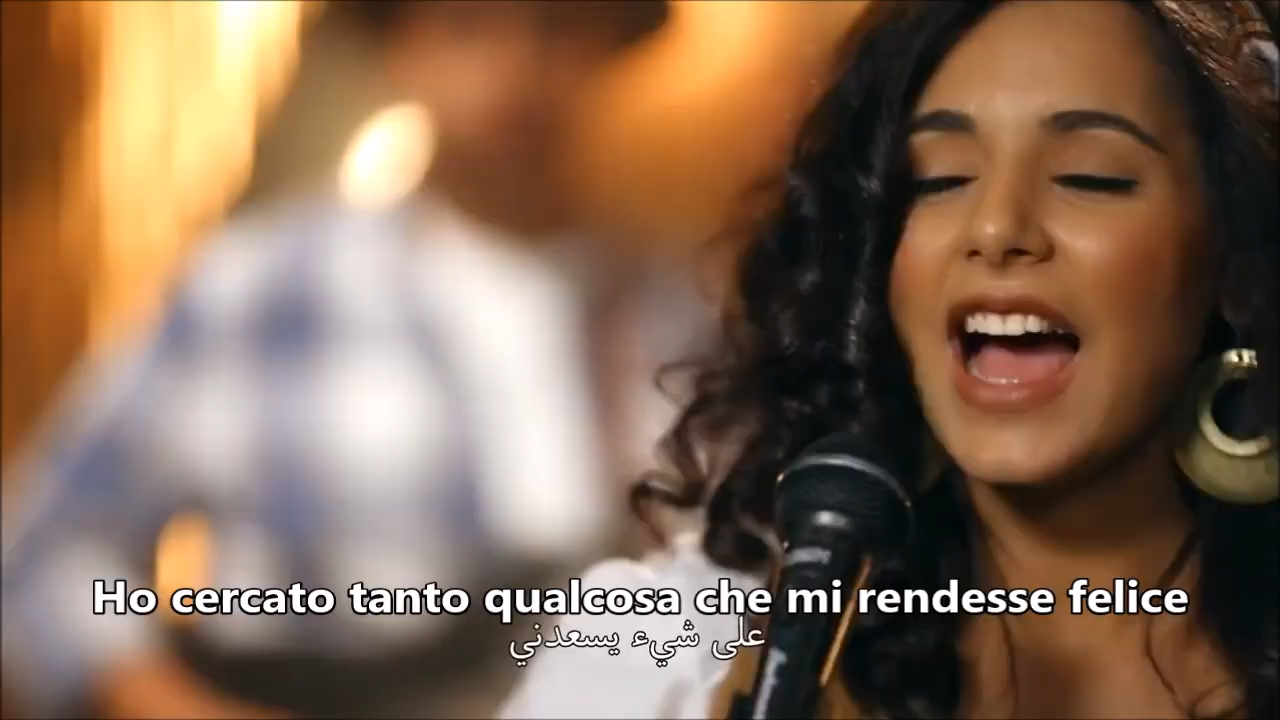 Ho cercato tanto qualcosa che mi rendesse felice
على شيء يسعدني